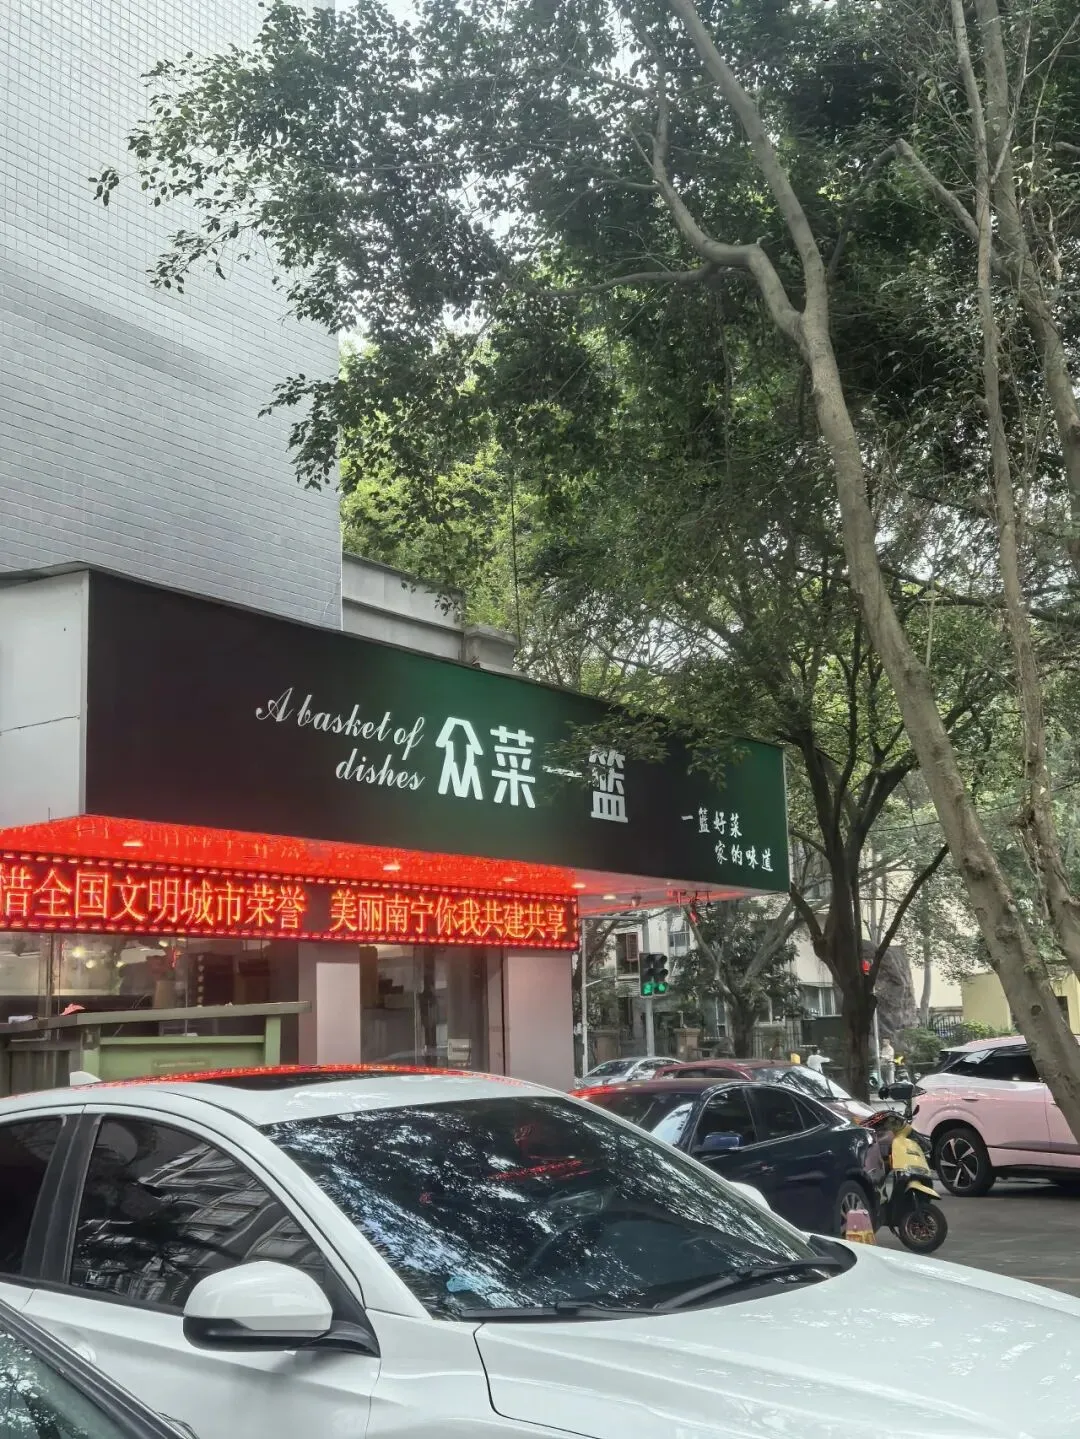 A basket of
dishes
众菜一篮
一篮好菜
家的味道
惜全国文明城市荣誉 美丽南宁你我共建共享